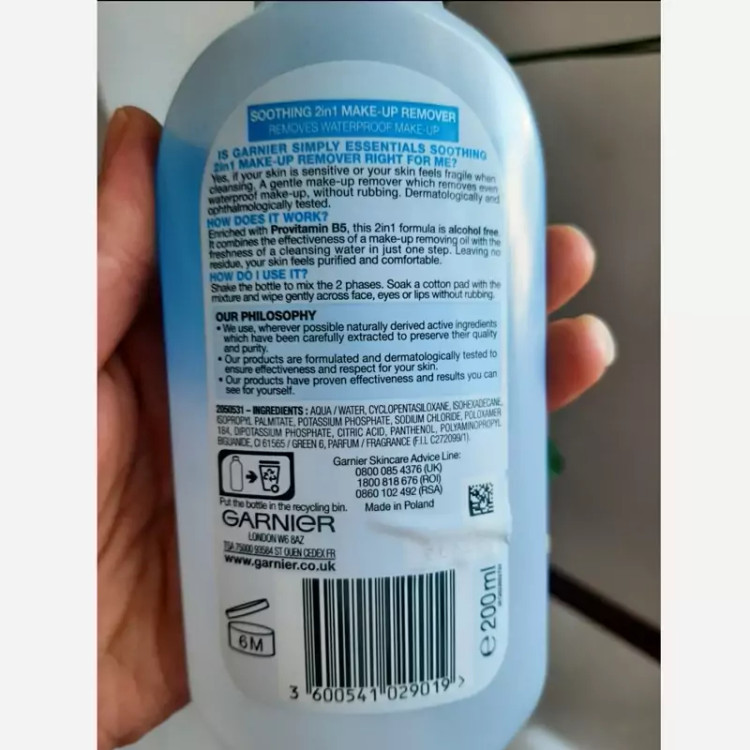 SOOTHING 2in1 MAKE-UP REMOVER
REMOVES WATERPROOF MAKE-UP
IS GARNIER SIMPLY ESSENTIALS SOOTHING
2in1 MAKE-UP REMOVER RIGHT FOR ME?
Yes, if your skin is sensitive or your skin feels fragile when
cleansing. A gentle make-up remover which removes even
waterproof make-up, without rubbing. Dermatologically and
ophthalmologically tested.
HOW DOES IT WORK?
Enriched with Provitamin B5, this 2in1 formula is alcohol free.
It combines the effectiveness of a make-up removing oil with the
freshness of a cleansing water in just one step. Leaving no
residue, your skin feels purified and comfortable.
HOW DO I USE IT?
Shake the bottle to mix the 2 phases. Soak a cotton pad with the
mixture and wipe gently across face, eyes or lips without rubbing.
OUR PHILOSOPHY
• We use, wherever possible naturally derived active ingredients
which have been carefully extracted to preserve their quality
and purity.
• Our products are formulated and dermatologically tested to
ensure effectiveness and respect for your skin.
• Our products have proven effectiveness and results you can
see for yourself.
2050531 - INGREDIENTS: AQUA / WATER, CYCLOPENTASILOXANE, ISOHEXADECANE,
ISOPROPYL PALMITATE, POTASSIUM PHOSPHATE, SODIUM CHLORIDE, POLOXAMER
184, DIPOTASSIUM PHOSPHATE, CITRIC ACID, PANTHENOL, POLYAMINOPROPYL
BIGUANIDE, CI 61565 / GREEN 6, PARFUM / FRAGRANCE (F.I.L C272099/1).
Garnier Skincare Advice Line:
0800 085 4376 (UK)
1800 818 676 (ROI)
0860 102 492 (RSA)
Made in Poland
Put the bottle in the recycling bin.
GARNIER
LONDON W6 8AZ
TSA 75000 93584 ST OUEN CEDEX FR
www.garnier.co.uk
6M
e 200ml
3 600541 029019 >